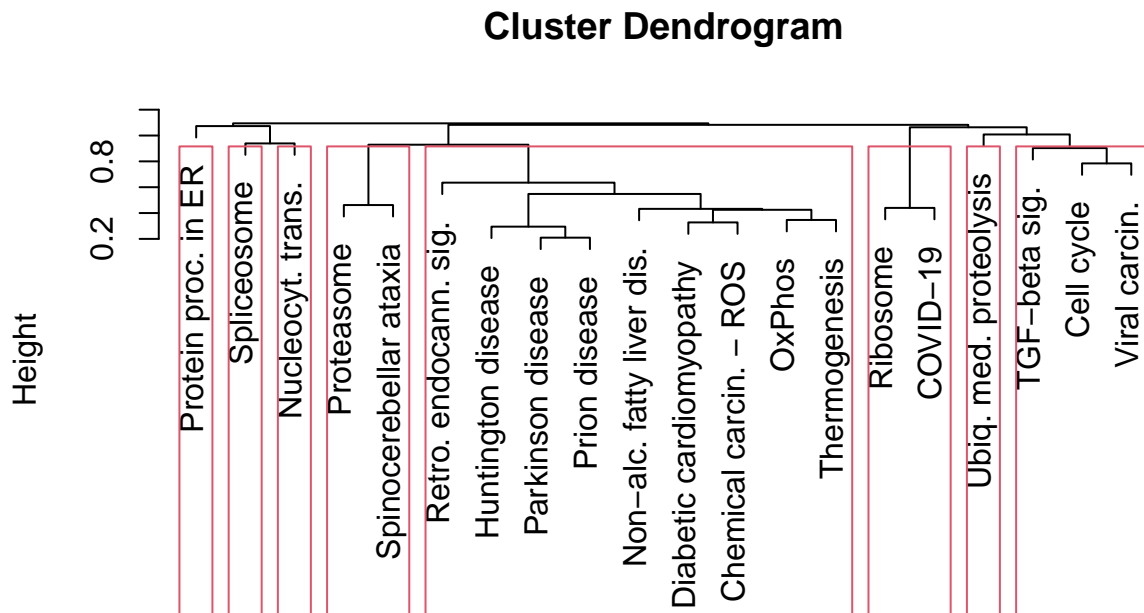 Cluster Dendrogram
Height
0.8
0.2
Protein proc. in ER
Spliceosome
Nucleocyt. trans.
Proteasome
Spinocerebellar ataxia
Retro. endocann. sig.
Huntington disease
Parkinson disease
Prion disease
Non−alc. fatty liver dis.
Diabetic cardiomyopathy
Chemical carcin. − ROS
OxPhos
Thermogenesis
Ribosome
COVID−19
Ubiq. med. proteolysis
TGF−beta sig.
Cell cycle
Viral carcin.